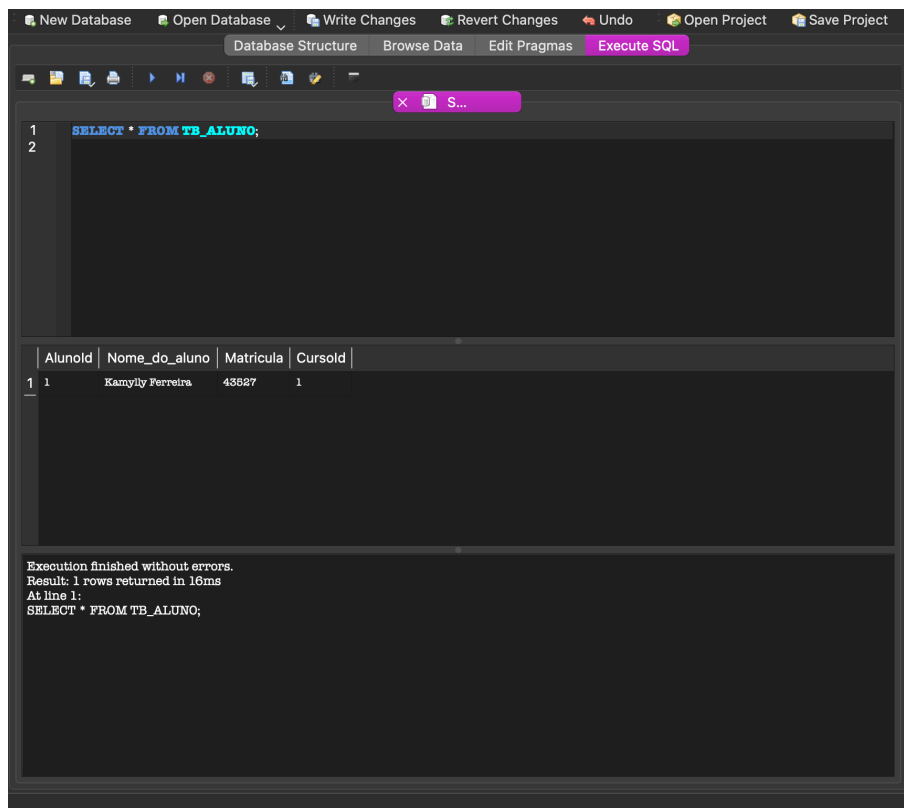 New Database Open Database Write Changes Revert Changes Undo Open Project Save Project
Database Structure Browse Data Edit Pragmas Execute SQL
S...
1 SELECT * FROM TB_ALUNO;
2
AlunoId Nome_do_aluno Matricula CursoId
1 1 Kamylly Ferreira 43527 1
Execution finished without errors.
Result: 1 rows returned in 16ms
At line 1:
SELECT * FROM TB_ALUNO;